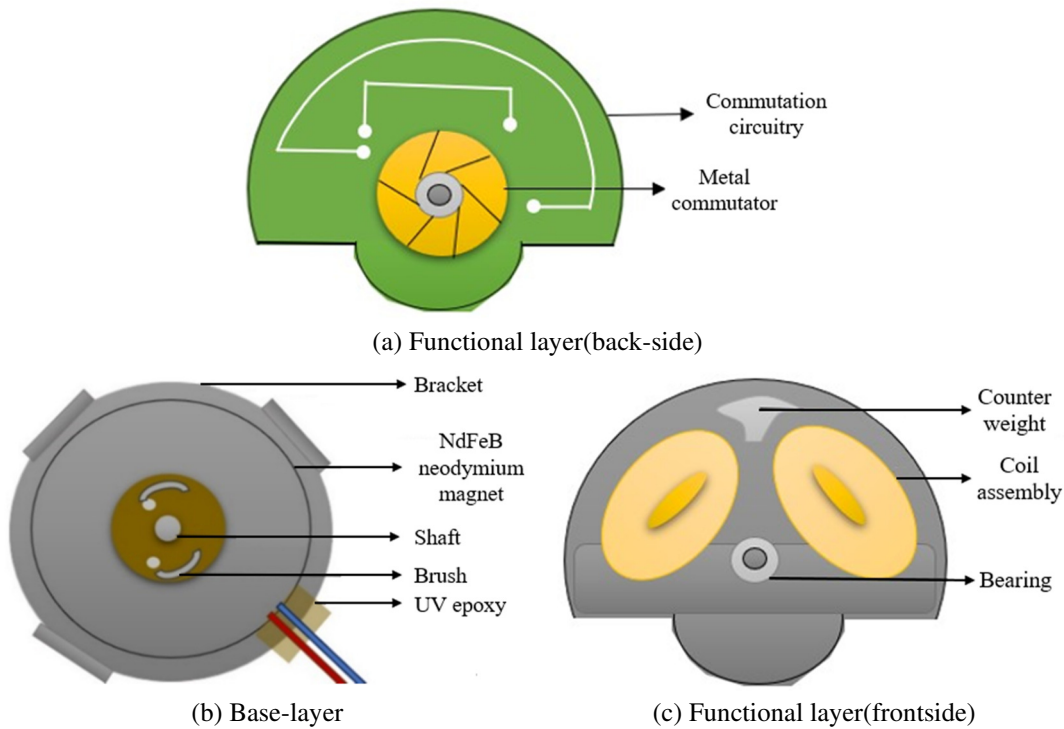 Commutation
circuitry
Metal
commutator
(a) Functional layer(back-side)
Bracket
NdFeB
neodymium
magnet
Shaft
Brush
UV epoxy
(b) Base-layer
Counter
weight
Coil
assembly
Bearing
(c) Functional layer(frontside)